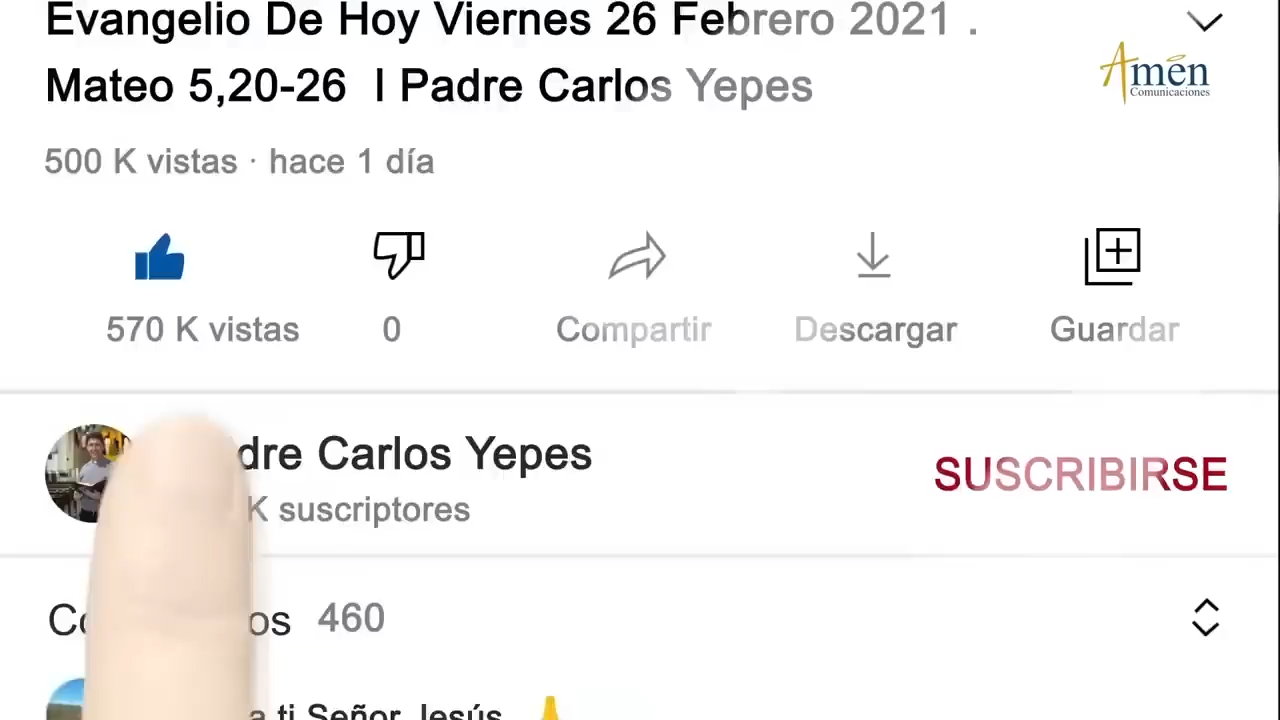 Evangelio De Hoy Viernes 26 Febrero 2021 .
Mateo 5,20-26 I Padre Carlos Yepes
Amén
Comunicaciones
500 K vistas · hace 1 día
570 K vistas
0
Compartir
Descargar
Guardar
dre Carlos Yepes
K suscriptores
SUSCRIBIRSE
460
a ti Señor Jesús